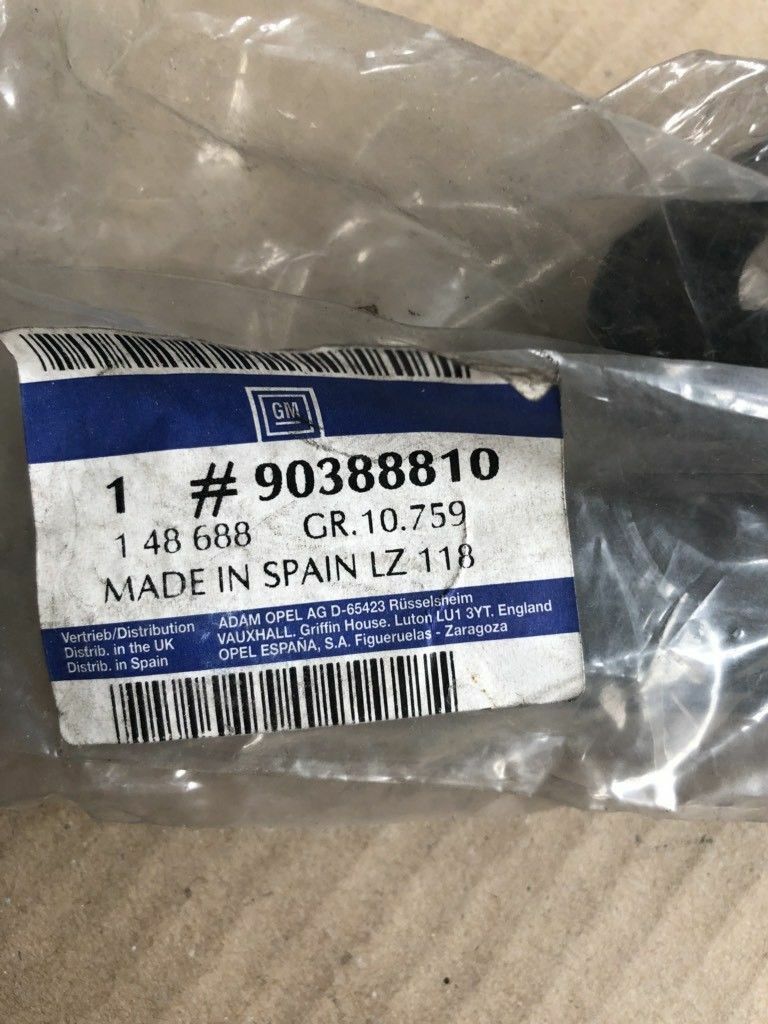 GM
1 # 90388810
1 48 688 GR.10.759
MADE IN SPAIN LZ 118
Vertrieb/Distribution ADAM OPEL AG D-65423 Rüsselsheim
Distrib. in the UK VAUXHALL. Griffin House. Luton LU1 3YT. England
Distrib. in Spain OPEL ESPAÑA, S.A. Figueruelas - Zaragoza